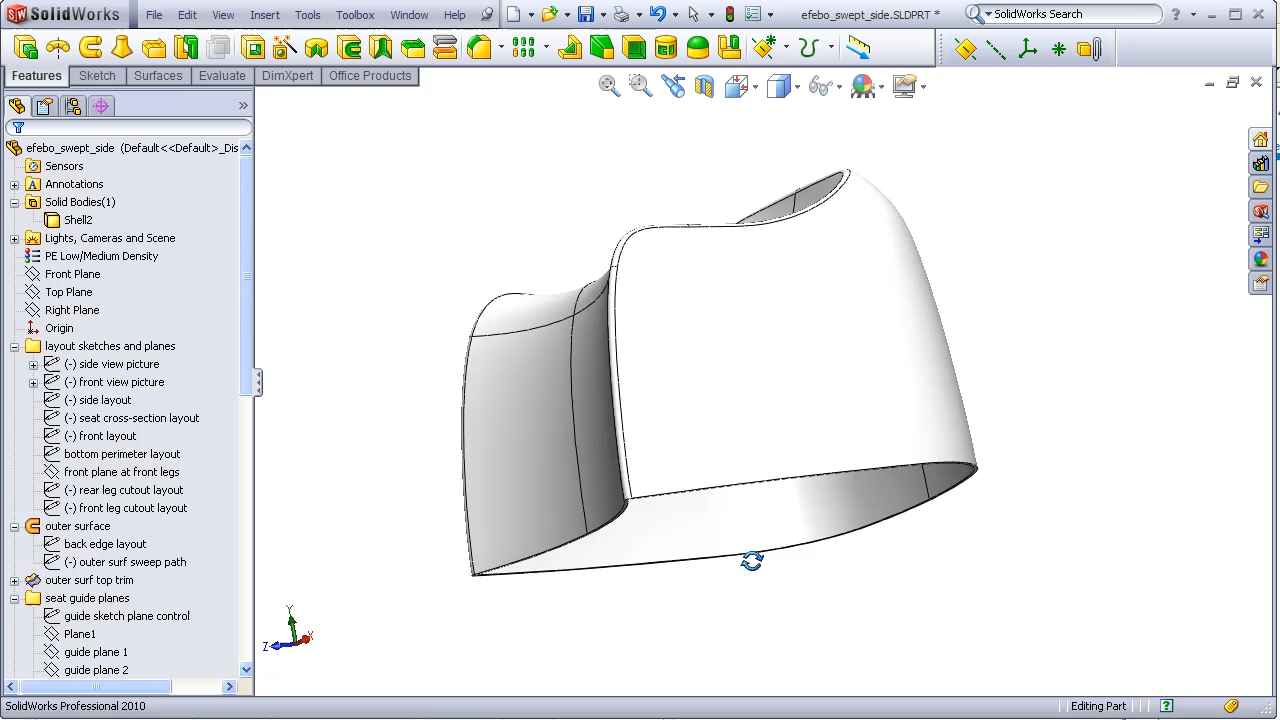 SolidWorks File Edit View Insert Tools Toolbox Window Help efebo_swept_side.SLDPRT * SolidWorks Search
Features Sketch Surfaces Evaluate DimXpert Office Products
efebo_swept_side (Default<<Default>_Dis
Sensors
Annotations
Solid Bodies(1)
Shell2
Lights, Cameras and Scene
PE Low/Medium Density
Front Plane
Top Plane
Right Plane
Origin
layout sketches and planes
(-) side view picture
(-) front view picture
(-) side layout
(-) seat cross-section layout
(-) front layout
bottom perimeter layout
front plane at front legs
(-) rear leg cutout layout
(-) front leg cutout layout
outer surface
back edge layout
(-) outer surf sweep path
outer surf top trim
seat guide planes
guide sketch plane control
Plane1
guide plane 1
guide plane 2
Y
Z X
SolidWorks Professional 2010 Editing Part